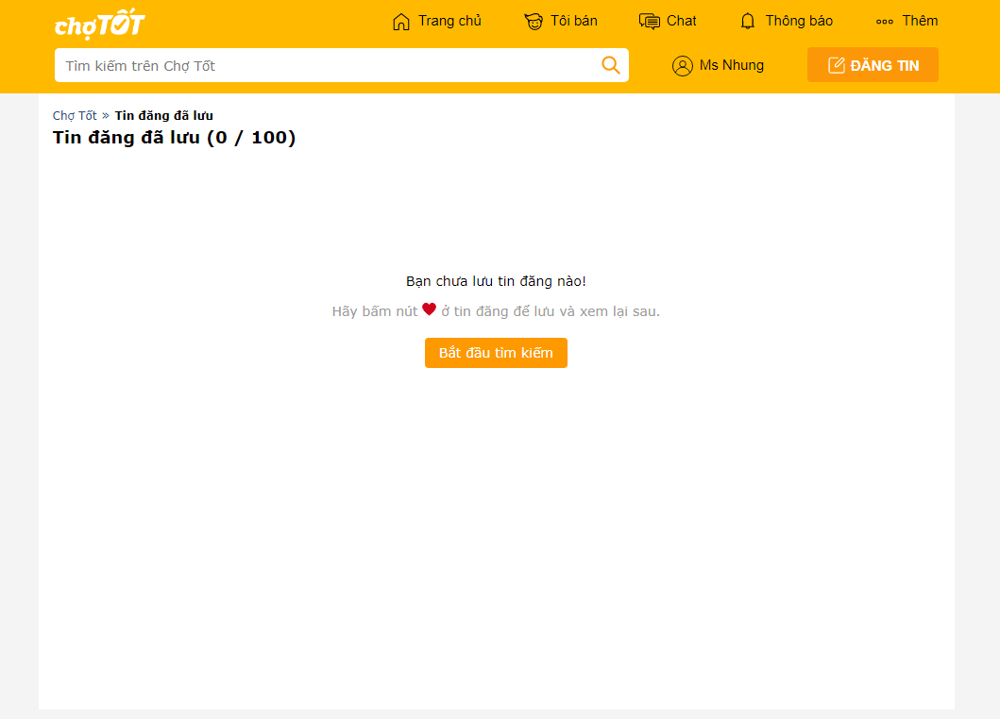 chợTỐT
Trang chủ
Tôi bán
Chat
Thông báo
Thêm
Tìm kiếm trên Chợ Tốt
Ms Nhung
ĐĂNG TIN
Chợ Tốt » Tin đăng đã lưu
Tin đăng đã lưu (0 / 100)
Bạn chưa lưu tin đăng nào!
Hãy bấm nút ở tin đăng để lưu và xem lại sau.
Bắt đầu tìm kiếm